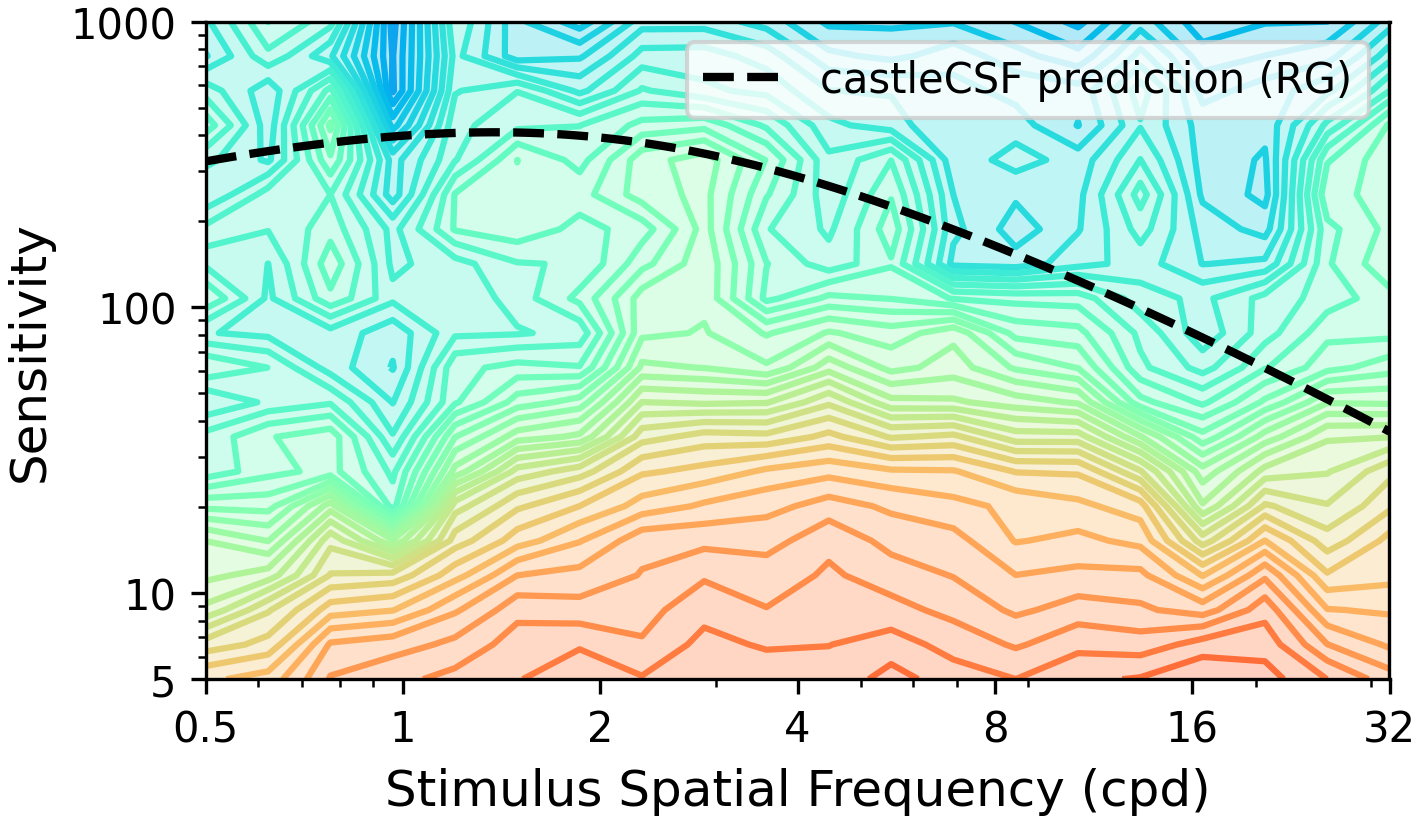 1000
castleCSF prediction (RG)
100
Sensitivity
10
5
0.5 1 2 4 8 16 32
Stimulus Spatial Frequency (cpd)